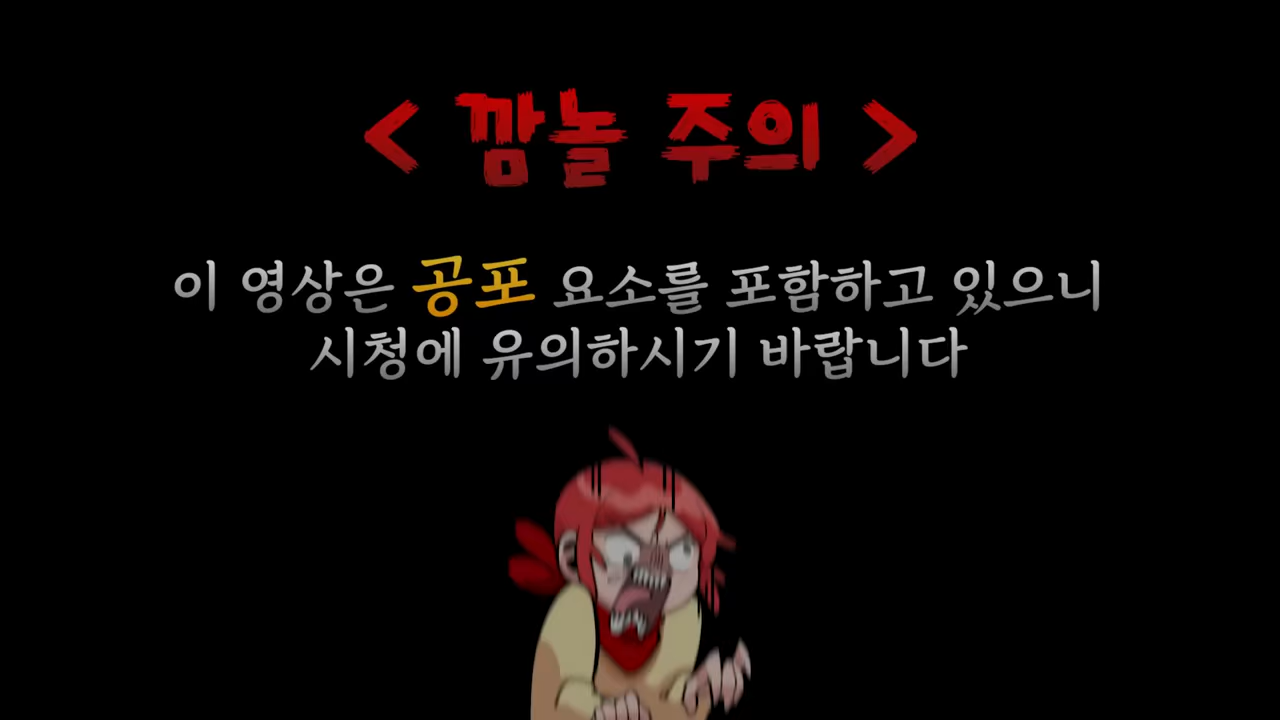 < 깜놀 주의 >
이 영상은 공포 요소를 포함하고 있으니
시청에 유의하시기 바랍니다